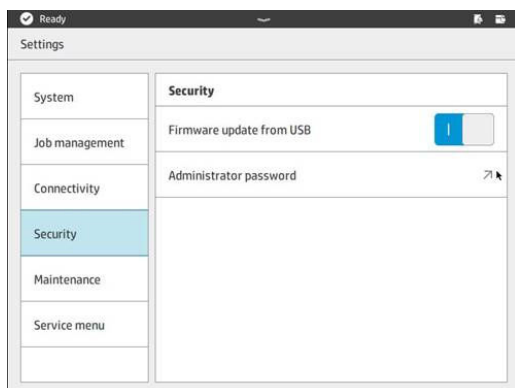 Ready
Settings
System
Job management
Connectivity
Security
Maintenance
Service menu
Security
Firmware update from USB
Administrator password